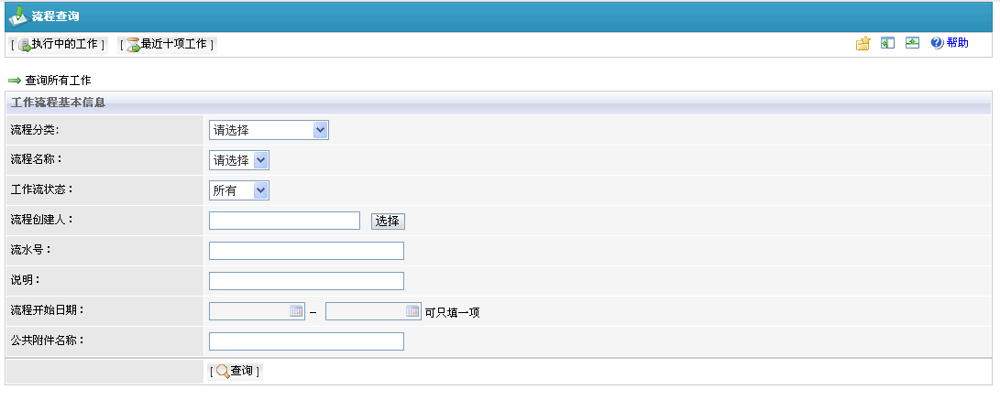 流程查询
[执行中的工作] [最近十项工作] 帮助
查询所有工作
工作流程基本信息
流程分类: 请选择
流程名称： 请选择
工作流状态： 所有
流程创建人： 选择
流水号：
说明：
流程开始日期： – 可只填一项
公共附件名称：
[查询]